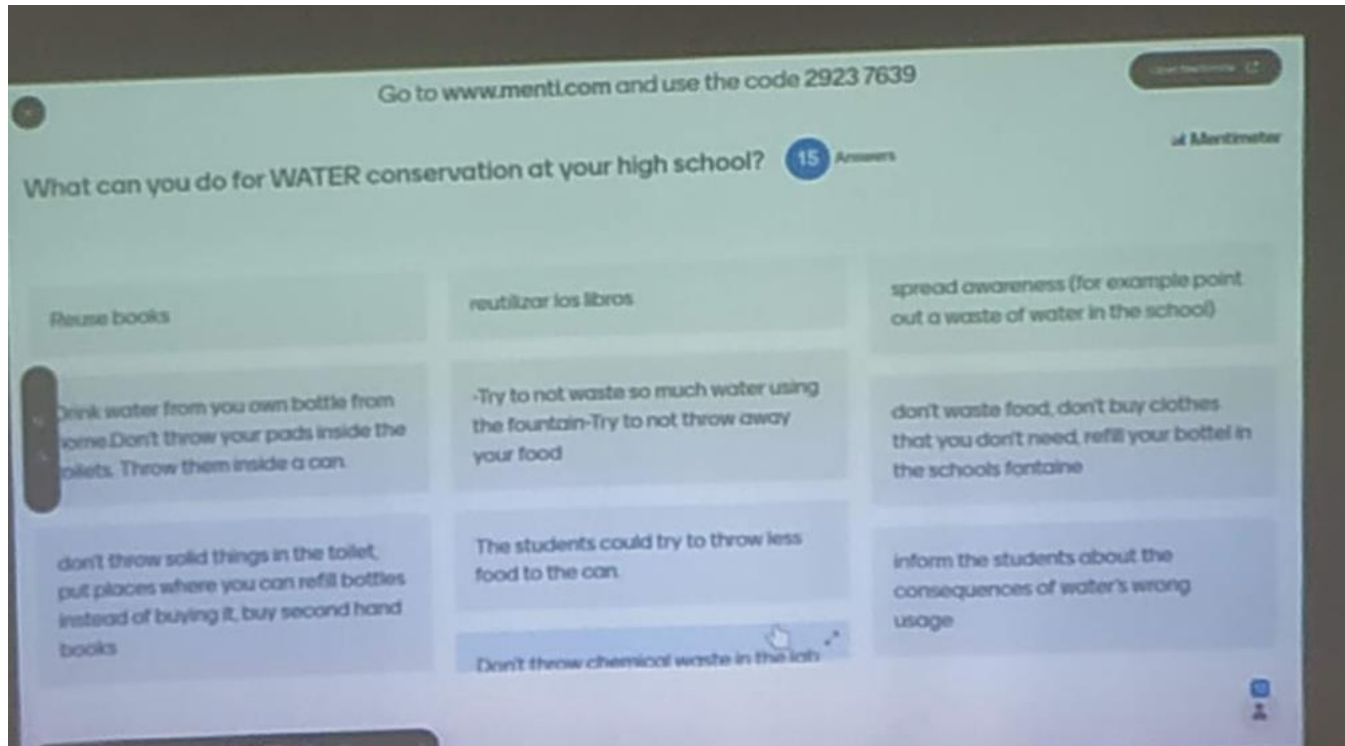 Go to www.menti.com and use the code 2923 7639
Mentimeter
What can you do for WATER conservation at your high school?
15 Answers
Reuse books
Drink water from you own bottle from
home.Don't throw your pads inside the
toilets. Throw them inside a can.
don't throw solid things in the toilet,
put places where you can refill bottles
instead of buying it, buy second hand
books
reutilizar los libros
-Try to not waste so much water using
the fountain-Try to not throw away
your food
The students could try to throw less
food to the can.
Don't throw chemical waste in the lab
spread awareness (for example point
out a waste of water in the school)
don't waste food, don't buy clothes
that you don't need, refill your bottel in
the schools fontaine
inform the students about the
consequences of water's wrong
usage